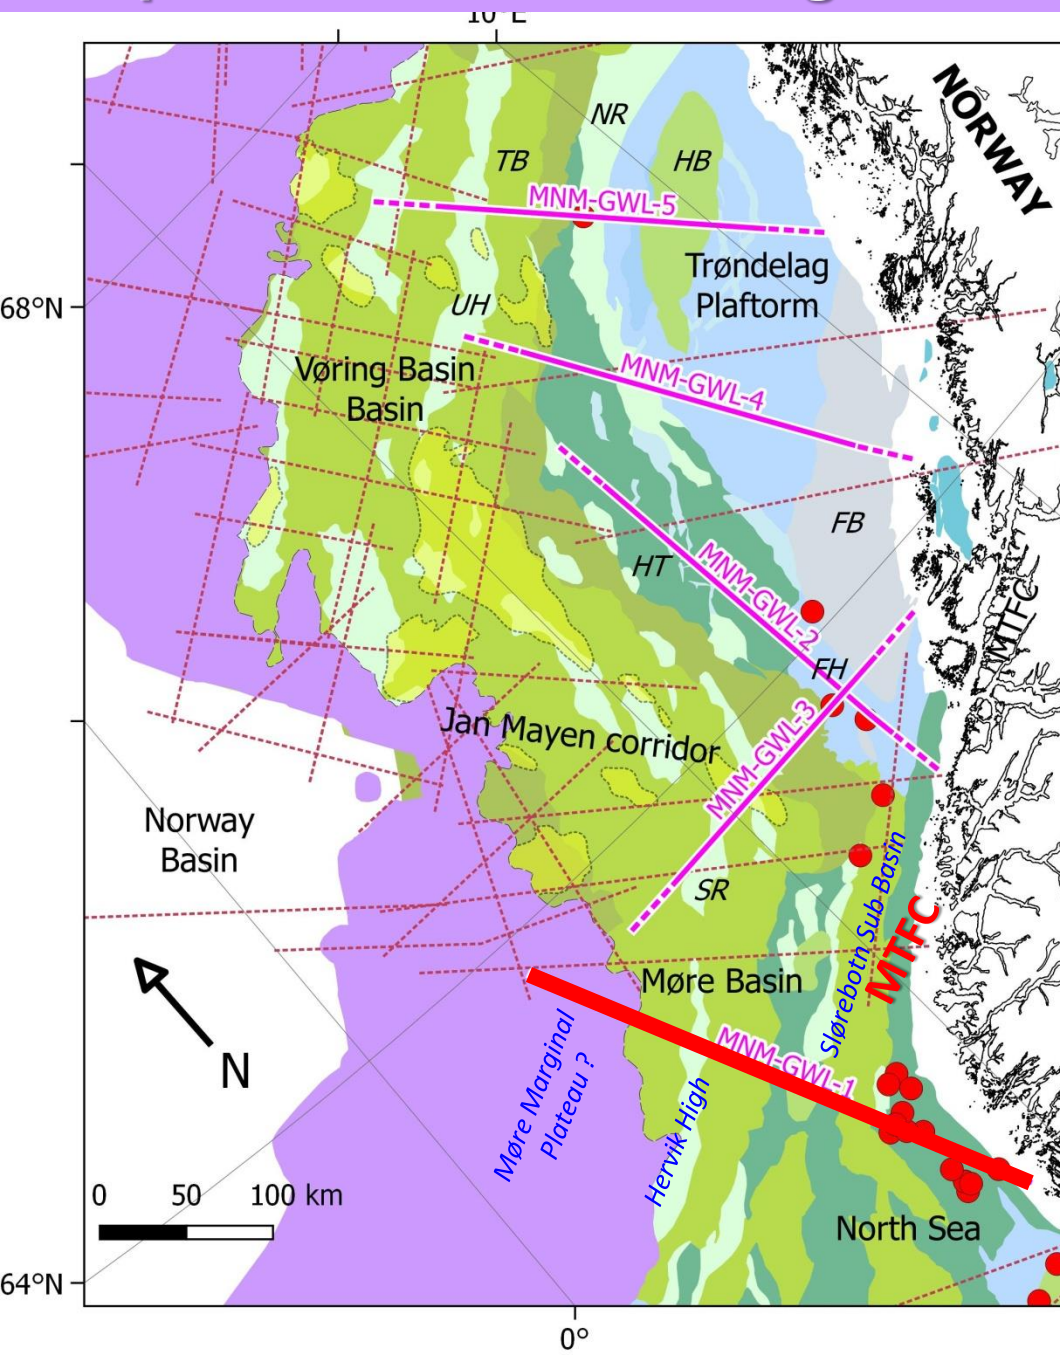 10°E
NORWAY
NR
TB
HB
MNM-GWL-5
Trøndelag
Plaftorm
68°N
UH
Vøring Basin
Basin
MNM-GWL-4
FB
HT
MNM-GWL-2
MTFC
FH
MNM-GWL-3
Jan Mayen corridor
Norway
Basin
SR
Slørebotn Sub Basin
MTFC
Møre Basin
N
MNM-GWL-1
Møre Marginal
Plateau ?
Hervik High
0 50 100 km
North Sea
64°N
0°